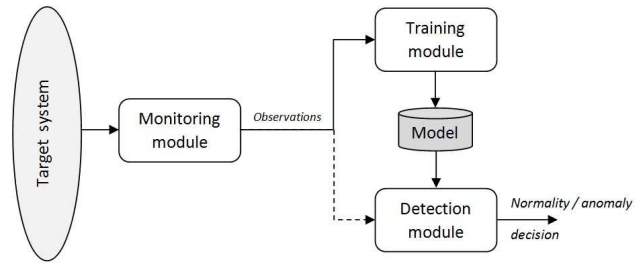 Target system
Monitoring
module
Observations
Training
module
Model
Detection
module
Normality / anomaly
decision